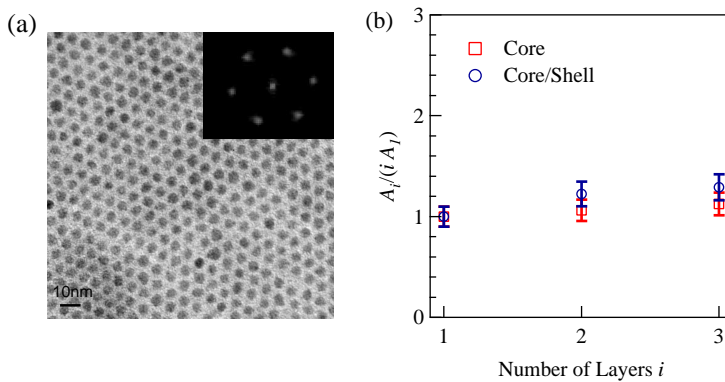 (a)
10nm
(b)
Core
Core/Shell
A_i/(i A_1)
3
2
1
0
1
2
3
Number of Layers i